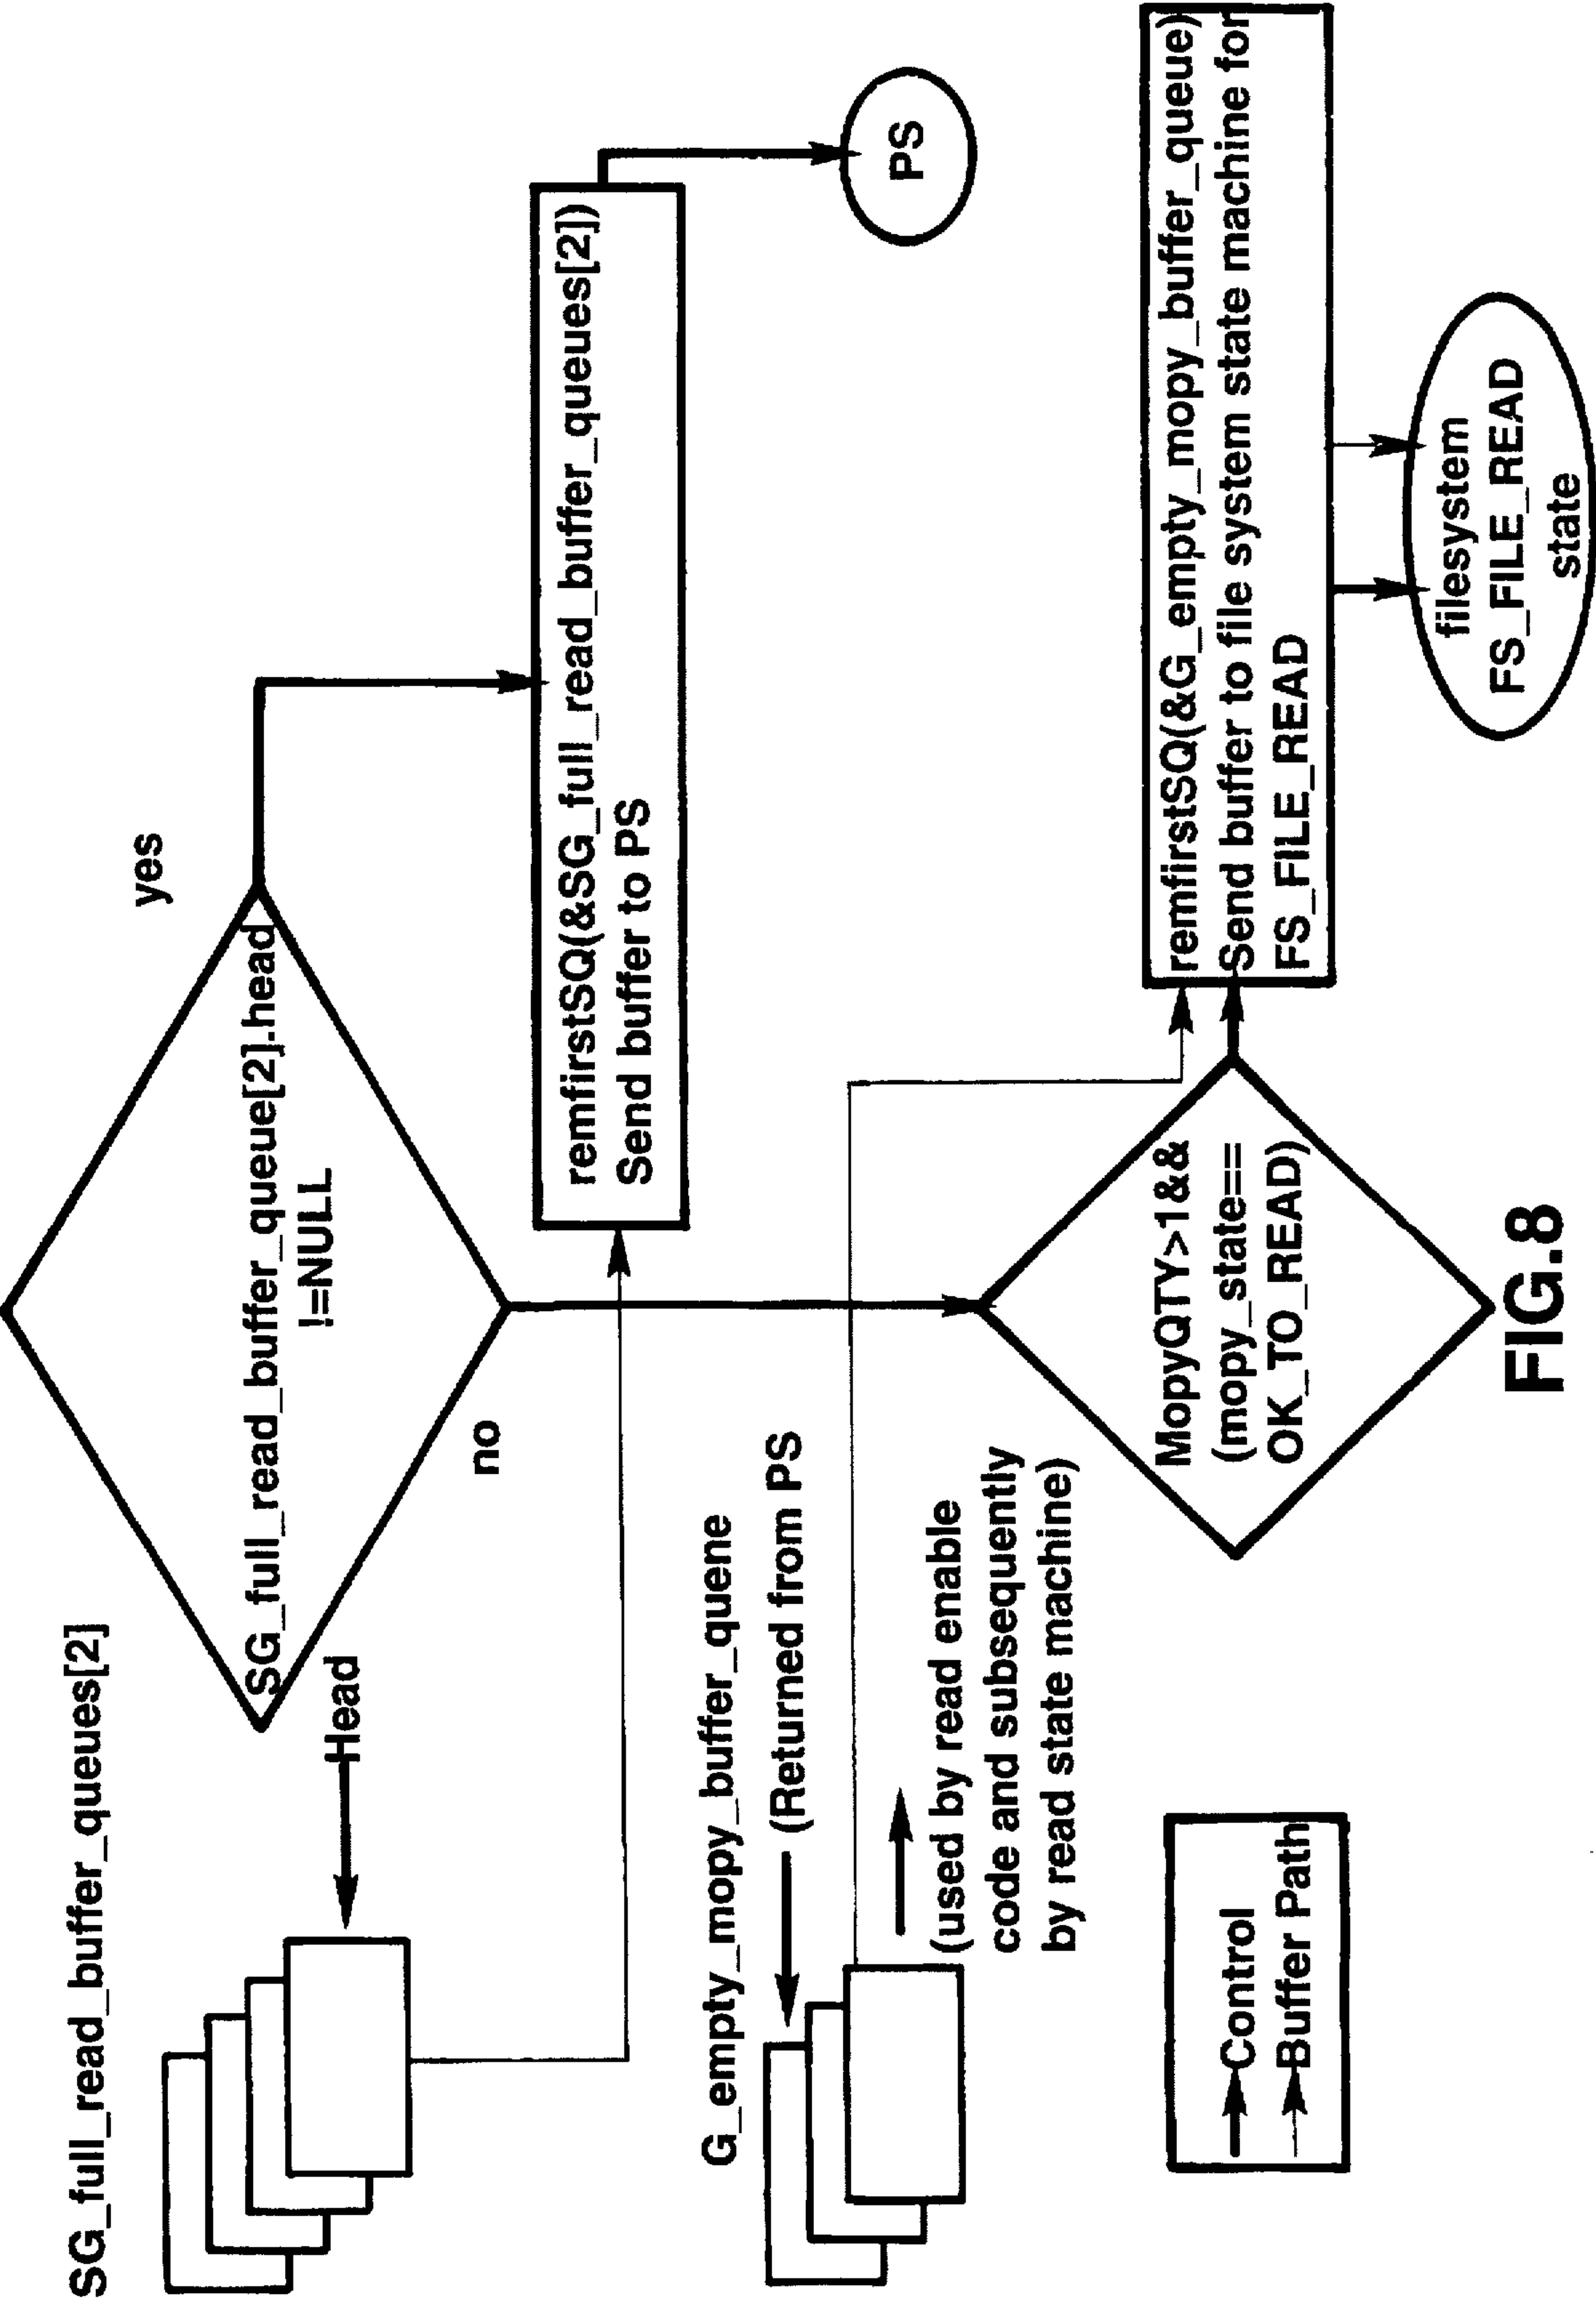 SG_full_read_buffer_queues[2]
Head
SG_full_read_buffer_queue[2].head
!=NULL
yes
no
remfirstSQ(&SG_full_read_buffer_queues[2])
Send buffer to PS
PS
G_empty_mopy_buffer_quene
(Returned from PS
(used by read enable
code and subsequently
by read state machine)
MopyQTY>1&&
(mopy_state==
OK_TO_READ)
remfirstSQ(&G_empty_mopy_buffer_queue)
Send buffer to file system state machine for
FS_FILE_READ
filesystem
FS_FILE_READ
state
Control
Buffer Path
FIG.8